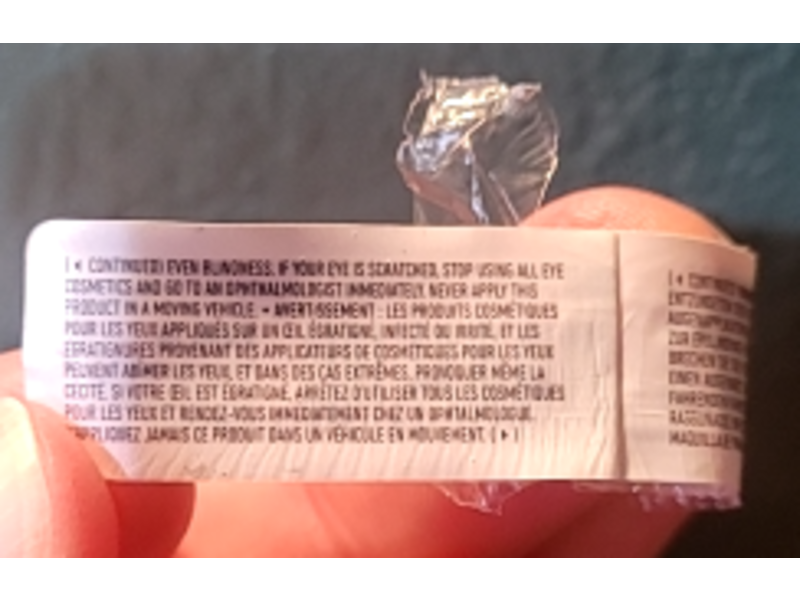 ( ◂ CONTINUED) EVEN BLINDNESS. IF YOUR EYE IS SCRATCHED, STOP USING ALL EYE
COSMETICS AND GO TO AN OPHTHALMOLOGIST IMMEDIATELY. NEVER APPLY THIS
PRODUCT IN A MOVING VEHICLE. • AVERTISSEMENT : LES PRODUITS COSMÉTIQUES
POUR LES YEUX APPLIQUÉS SUR UN ŒIL ÉGRATIGNÉ, INFECTÉ OU IRRITÉ, ET LES
ÉGRATIGNURES PROVENANT DES APPLICATEURS DE COSMÉTIQUES POUR LES YEUX
PEUVENT ABÎMER LES YEUX, ET DANS DES CAS EXTRÊMES, PROVOQUER MÊME LA
CÉCITÉ. SI VOTRE ŒIL EST ÉGRATIGNÉ, ARRÊTEZ D'UTILISER TOUS LES COSMÉTIQUES
POUR LES YEUX ET RENDEZ-VOUS IMMÉDIATEMENT CHEZ UN OPHTALMOLOGUE.
N'APPLIQUEZ JAMAIS CE PRODUIT DANS UN VÉHICULE EN MOUVEMENT. ( ▸ )
( ◂ CONTINUED
ZUR
EINEN